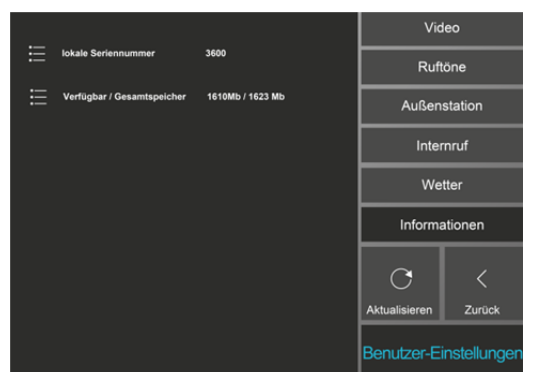 lokale Seriennummer 3600
Verfügbar / Gesamtspeicher 1610Mb / 1623 Mb
Video
Ruftöne
Außenstation
Internruf
Wetter
Informationen
Aktualisieren
Zurück
Benutzer-Einstellungen